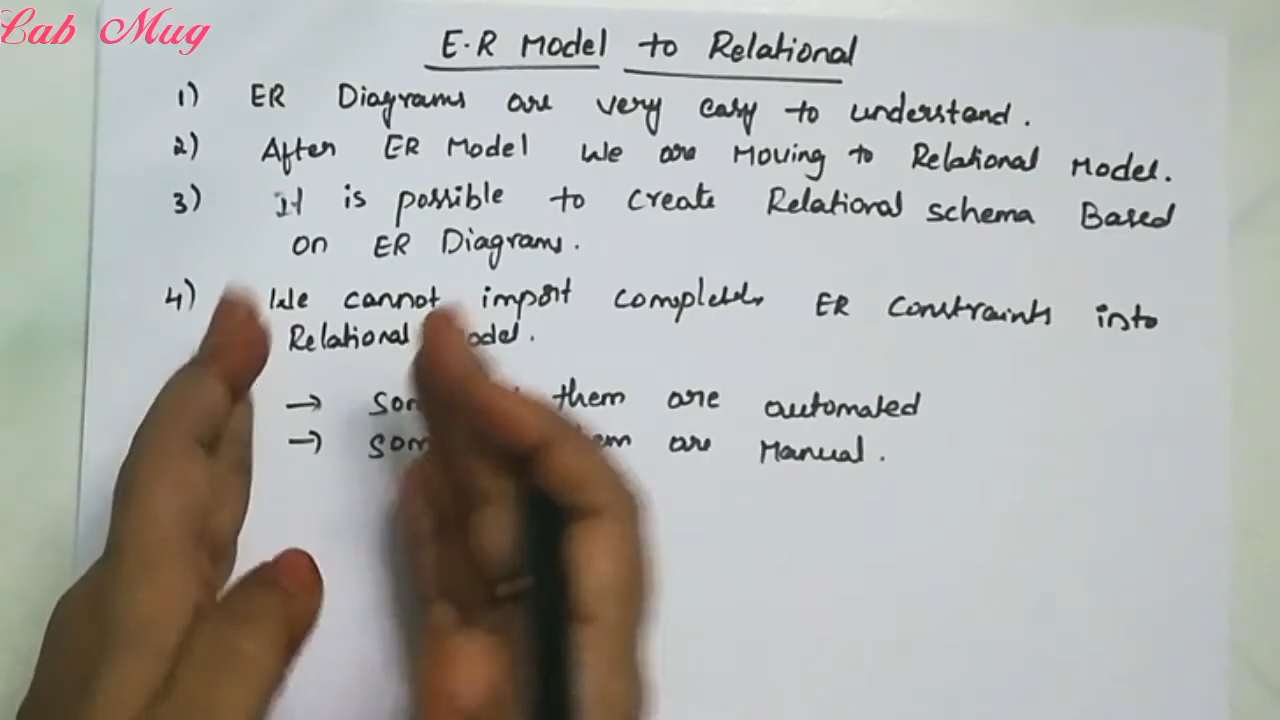 Lab Mug
E.R Model to Relational
1) ER Diagrams are very easy to understand.
2) After ER Model We are Moving to Relational Model.
3) It is possible to create Relational schema Based
on ER Diagrams.
4) We cannot import ER Constraints into
Relational
→ them are automated
→ are Manual.